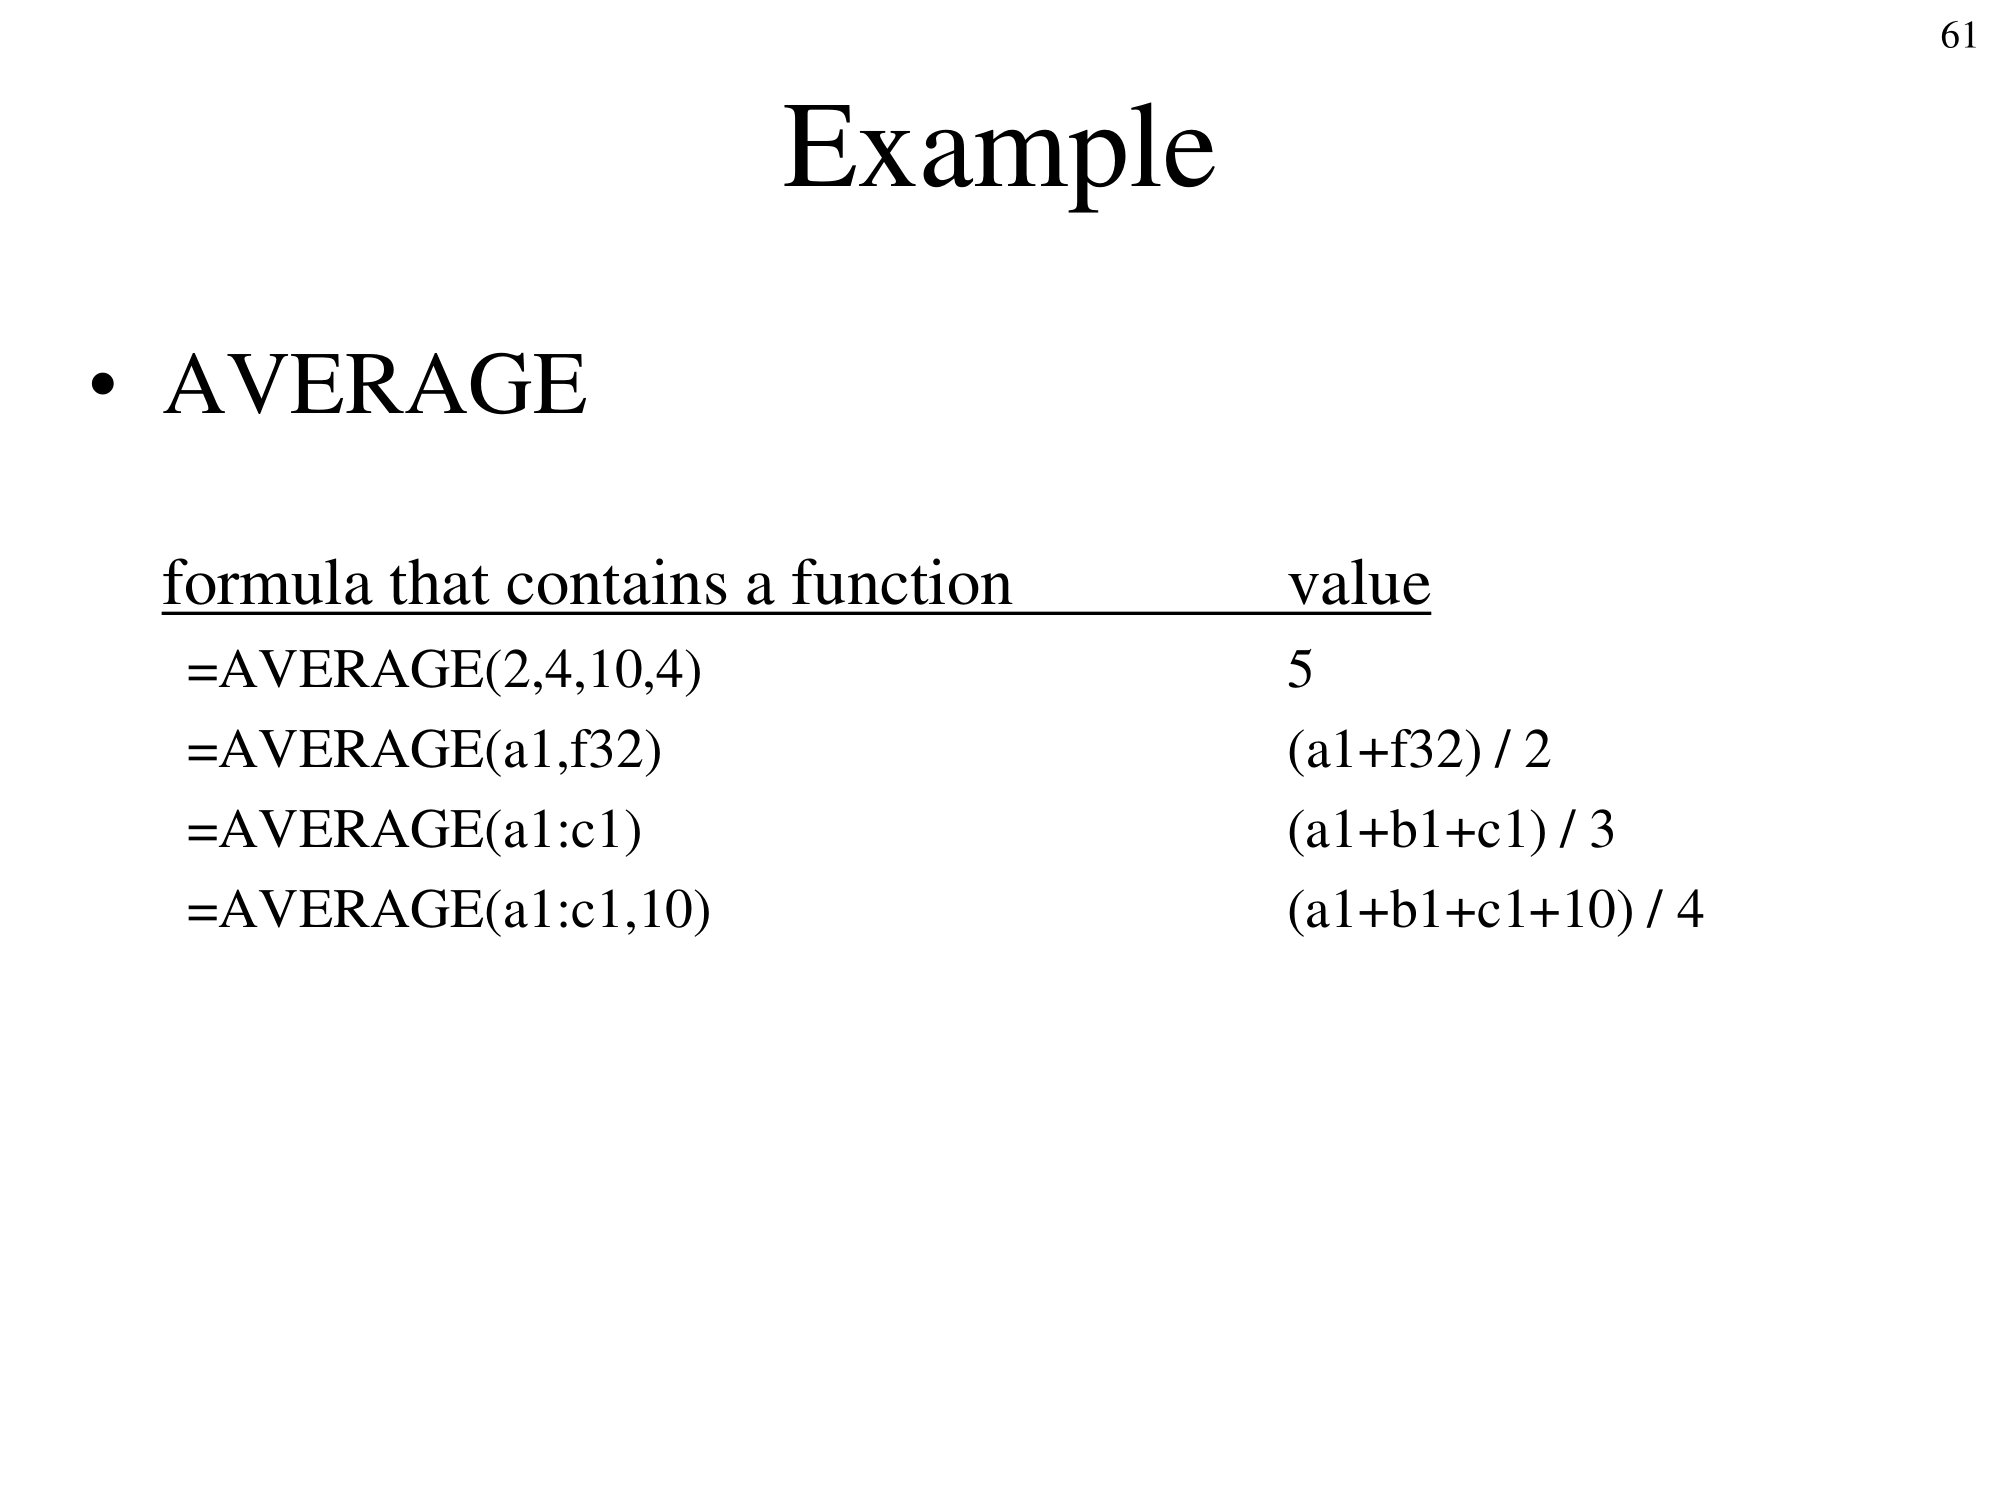 61
Example
• AVERAGE
formula that contains a function value
=AVERAGE(2,4,10,4) 5
=AVERAGE(a1,f32) (a1+f32) / 2
=AVERAGE(a1:c1) (a1+b1+c1) / 3
=AVERAGE(a1:c1,10) (a1+b1+c1+10) / 4